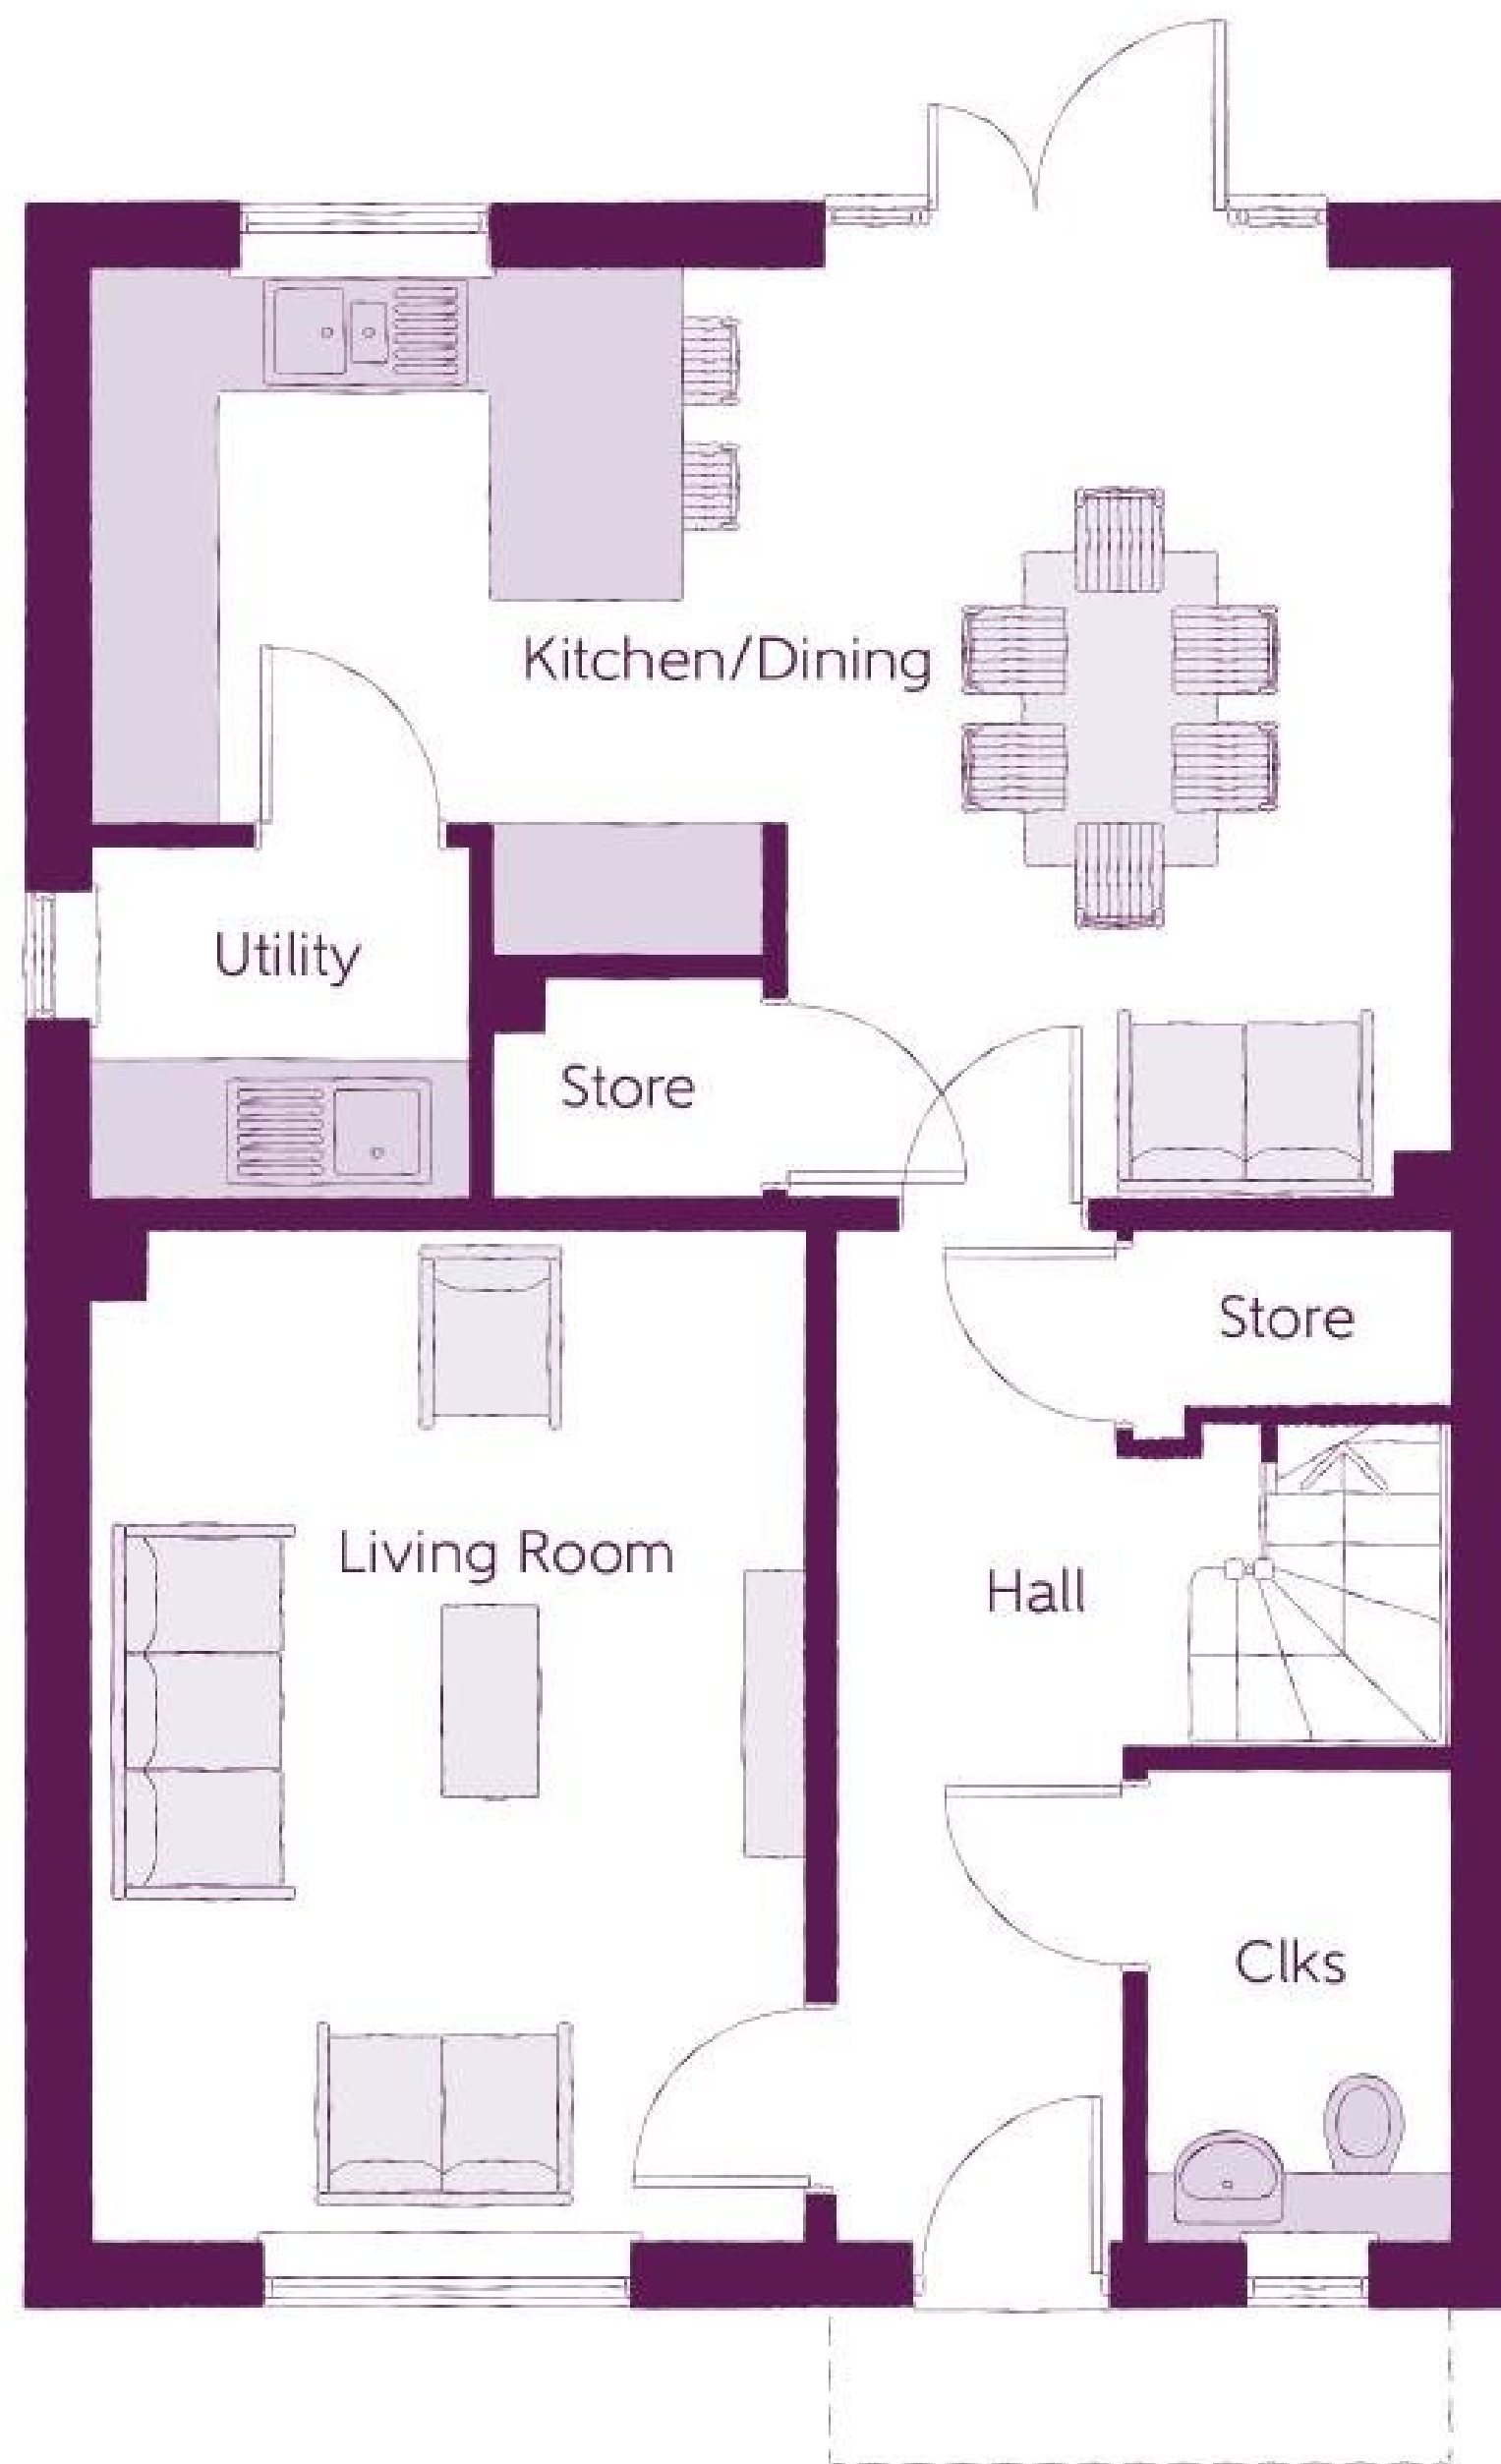 Kitchen/Dining
Utility
Store
Store
Living Room
Hall
Clks